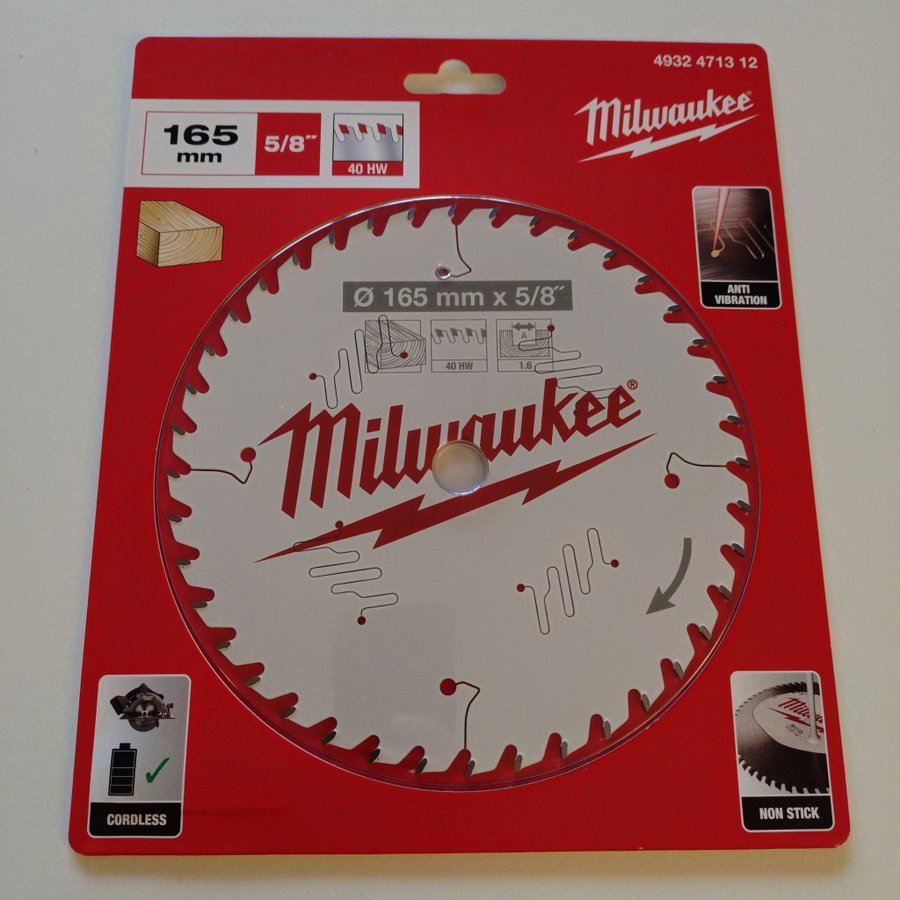 4932 4713 12
Milwaukee®
165
mm
5/8˝
40 HW
ANTI
VIBRATION
Ø 165 mm x 5/8˝
40 HW
A
1.6
Milwaukee®
CORDLESS
NON STICK